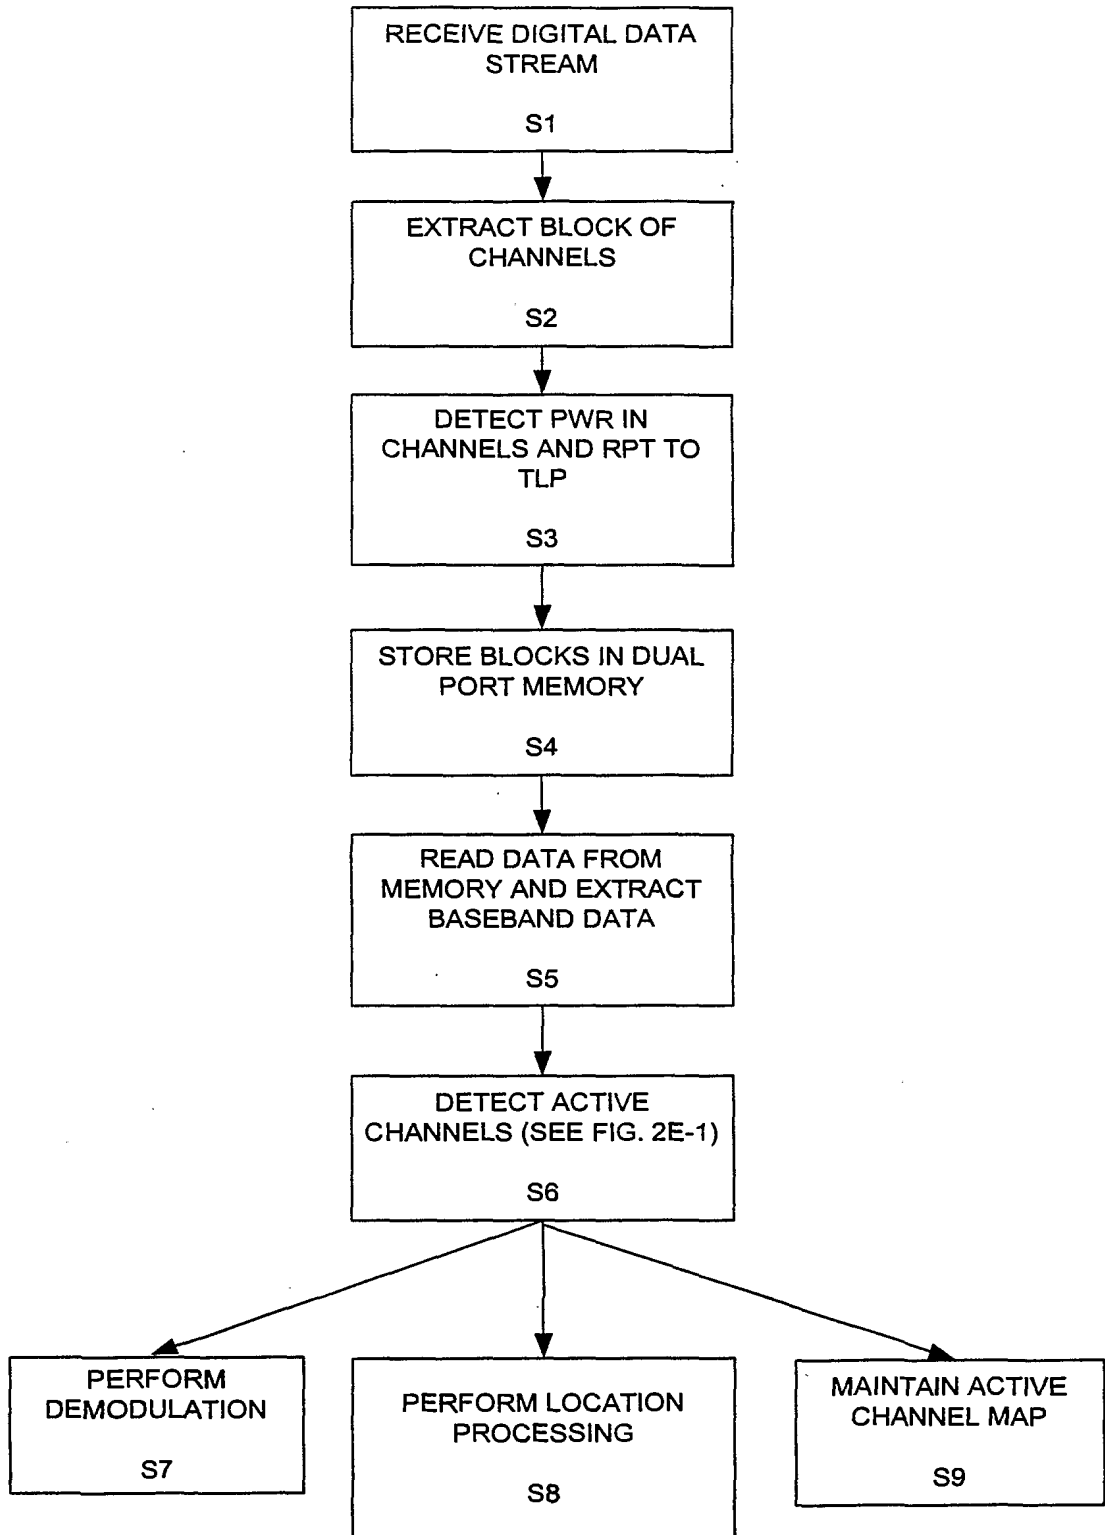 RECEIVE DIGITAL DATA
STREAM
S1
EXTRACT BLOCK OF
CHANNELS
S2
DETECT PWR IN
CHANNELS AND RPT TO
TLP
S3
STORE BLOCKS IN DUAL
PORT MEMORY
S4
READ DATA FROM
MEMORY AND EXTRACT
BASEBAND DATA
S5
DETECT ACTIVE
CHANNELS (SEE FIG. 2E-1)
S6
PERFORM
DEMODULATION
S7
PERFORM LOCATION
PROCESSING
S8
MAINTAIN ACTIVE
CHANNEL MAP
S9